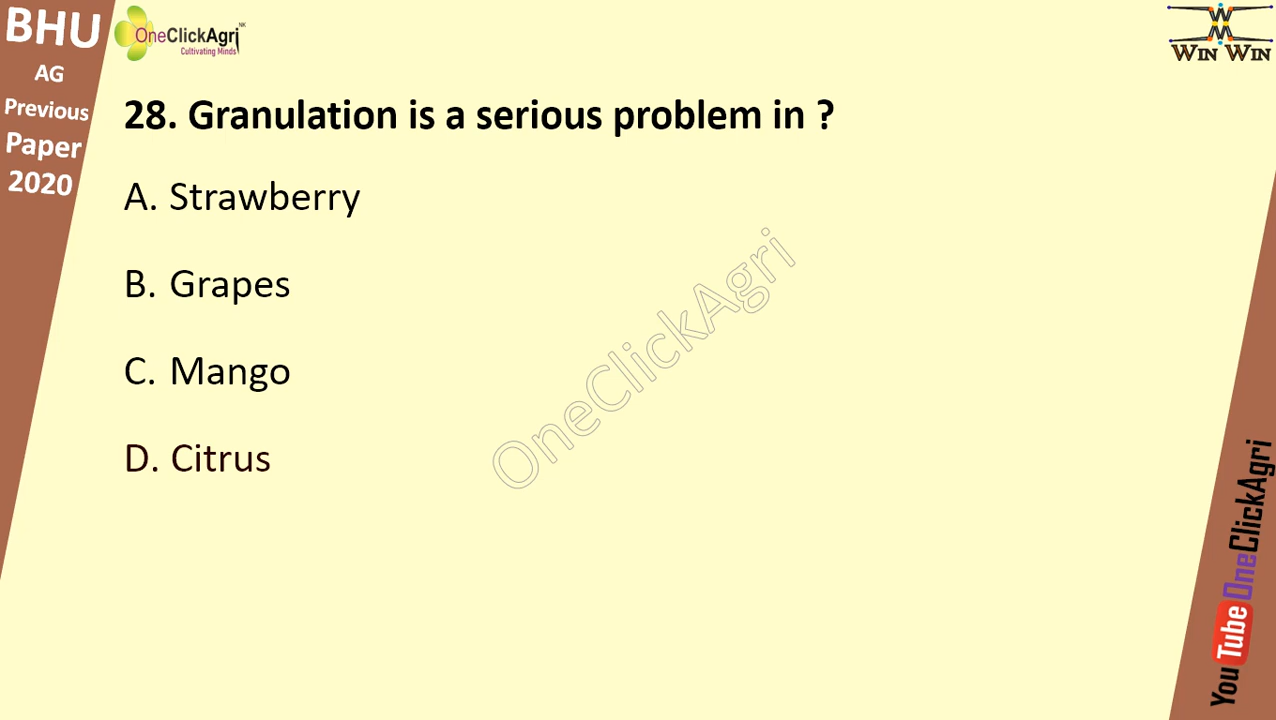 BHU
AG
Previous
Paper
2020
OneClickAgri NK
Cultivating Minds
WIN WIN
28. Granulation is a serious problem in ?
A. Strawberry
B. Grapes
C. Mango
D. Citrus
OneClickAgri
YouTube OneClickAgri